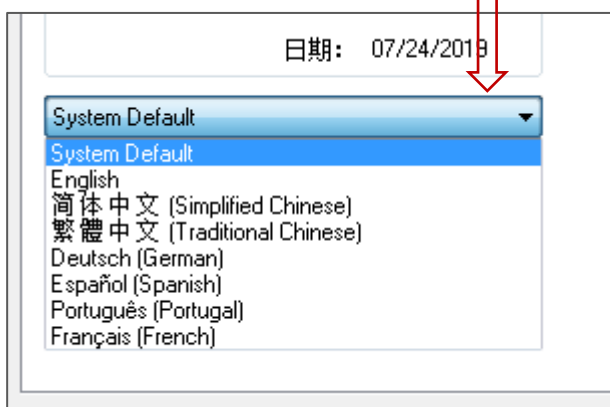 日期： 07/24/2019
System Default
System Default
English
简体中文 (Simplified Chinese)
繁體中文 (Traditional Chinese)
Deutsch (German)
Español (Spanish)
Português (Portugal)
Français (French)